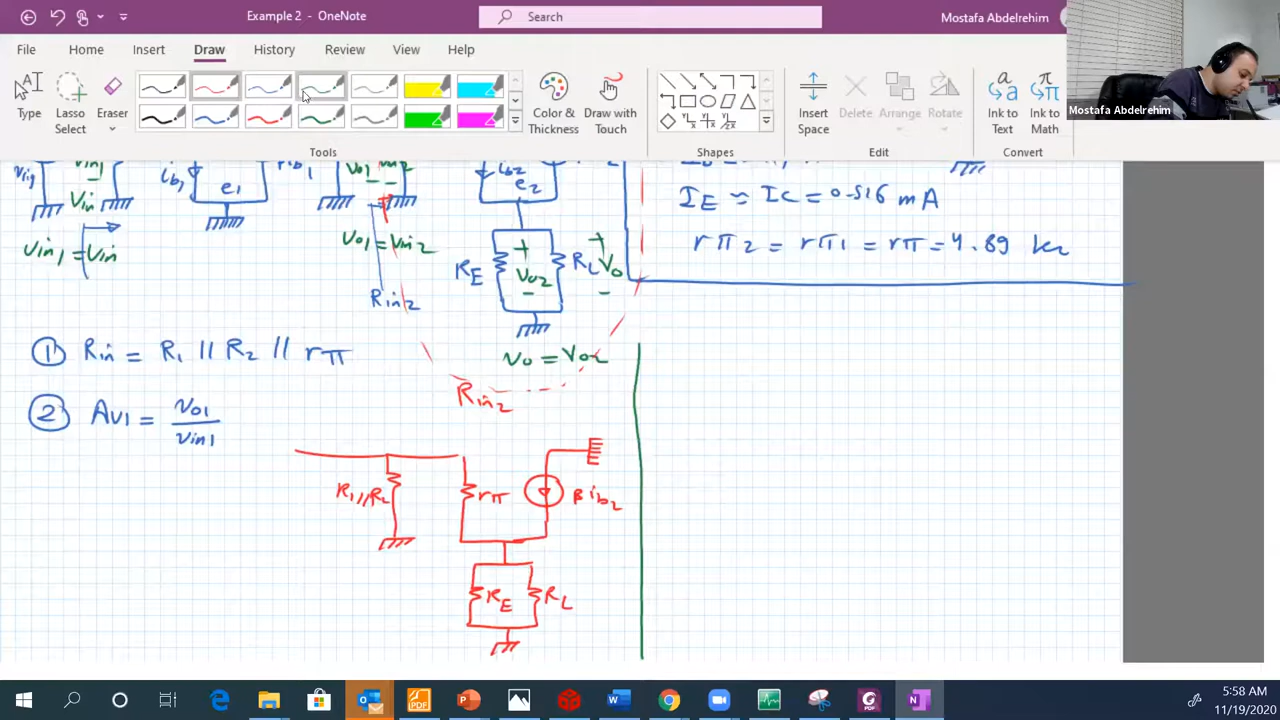 Example 2 - OneNote
Search
Mostafa Abdelrehim
File Home Insert Draw History Review View Help
Type
Lasso Select
Eraser
Color & Thickness
Draw with Touch
Insert Space
Delete
Arrange
Rotate
Ink to Text
Ink to Math
Mostafa Abdelrehim
Tools
Shapes
Edit
Convert
Vin
ib1
e1
Vo1
ib2
e2
IE ≈ IC = 0.516 mA
Vin1 = Vin
Vo1 = Vin2
rπ2 = rπ1 = rπ = 4.89 kΩ
RE
+
Vo2
-
RL
+
Vo
-
Rin2
Vo = Vo2
① Rin = R1 // R2 // rπ
Rin2
② Av1 = Vo1 / Vin1
R1//R2
rπ
β ib2
RE
RL
5:58 AM
11/19/2020